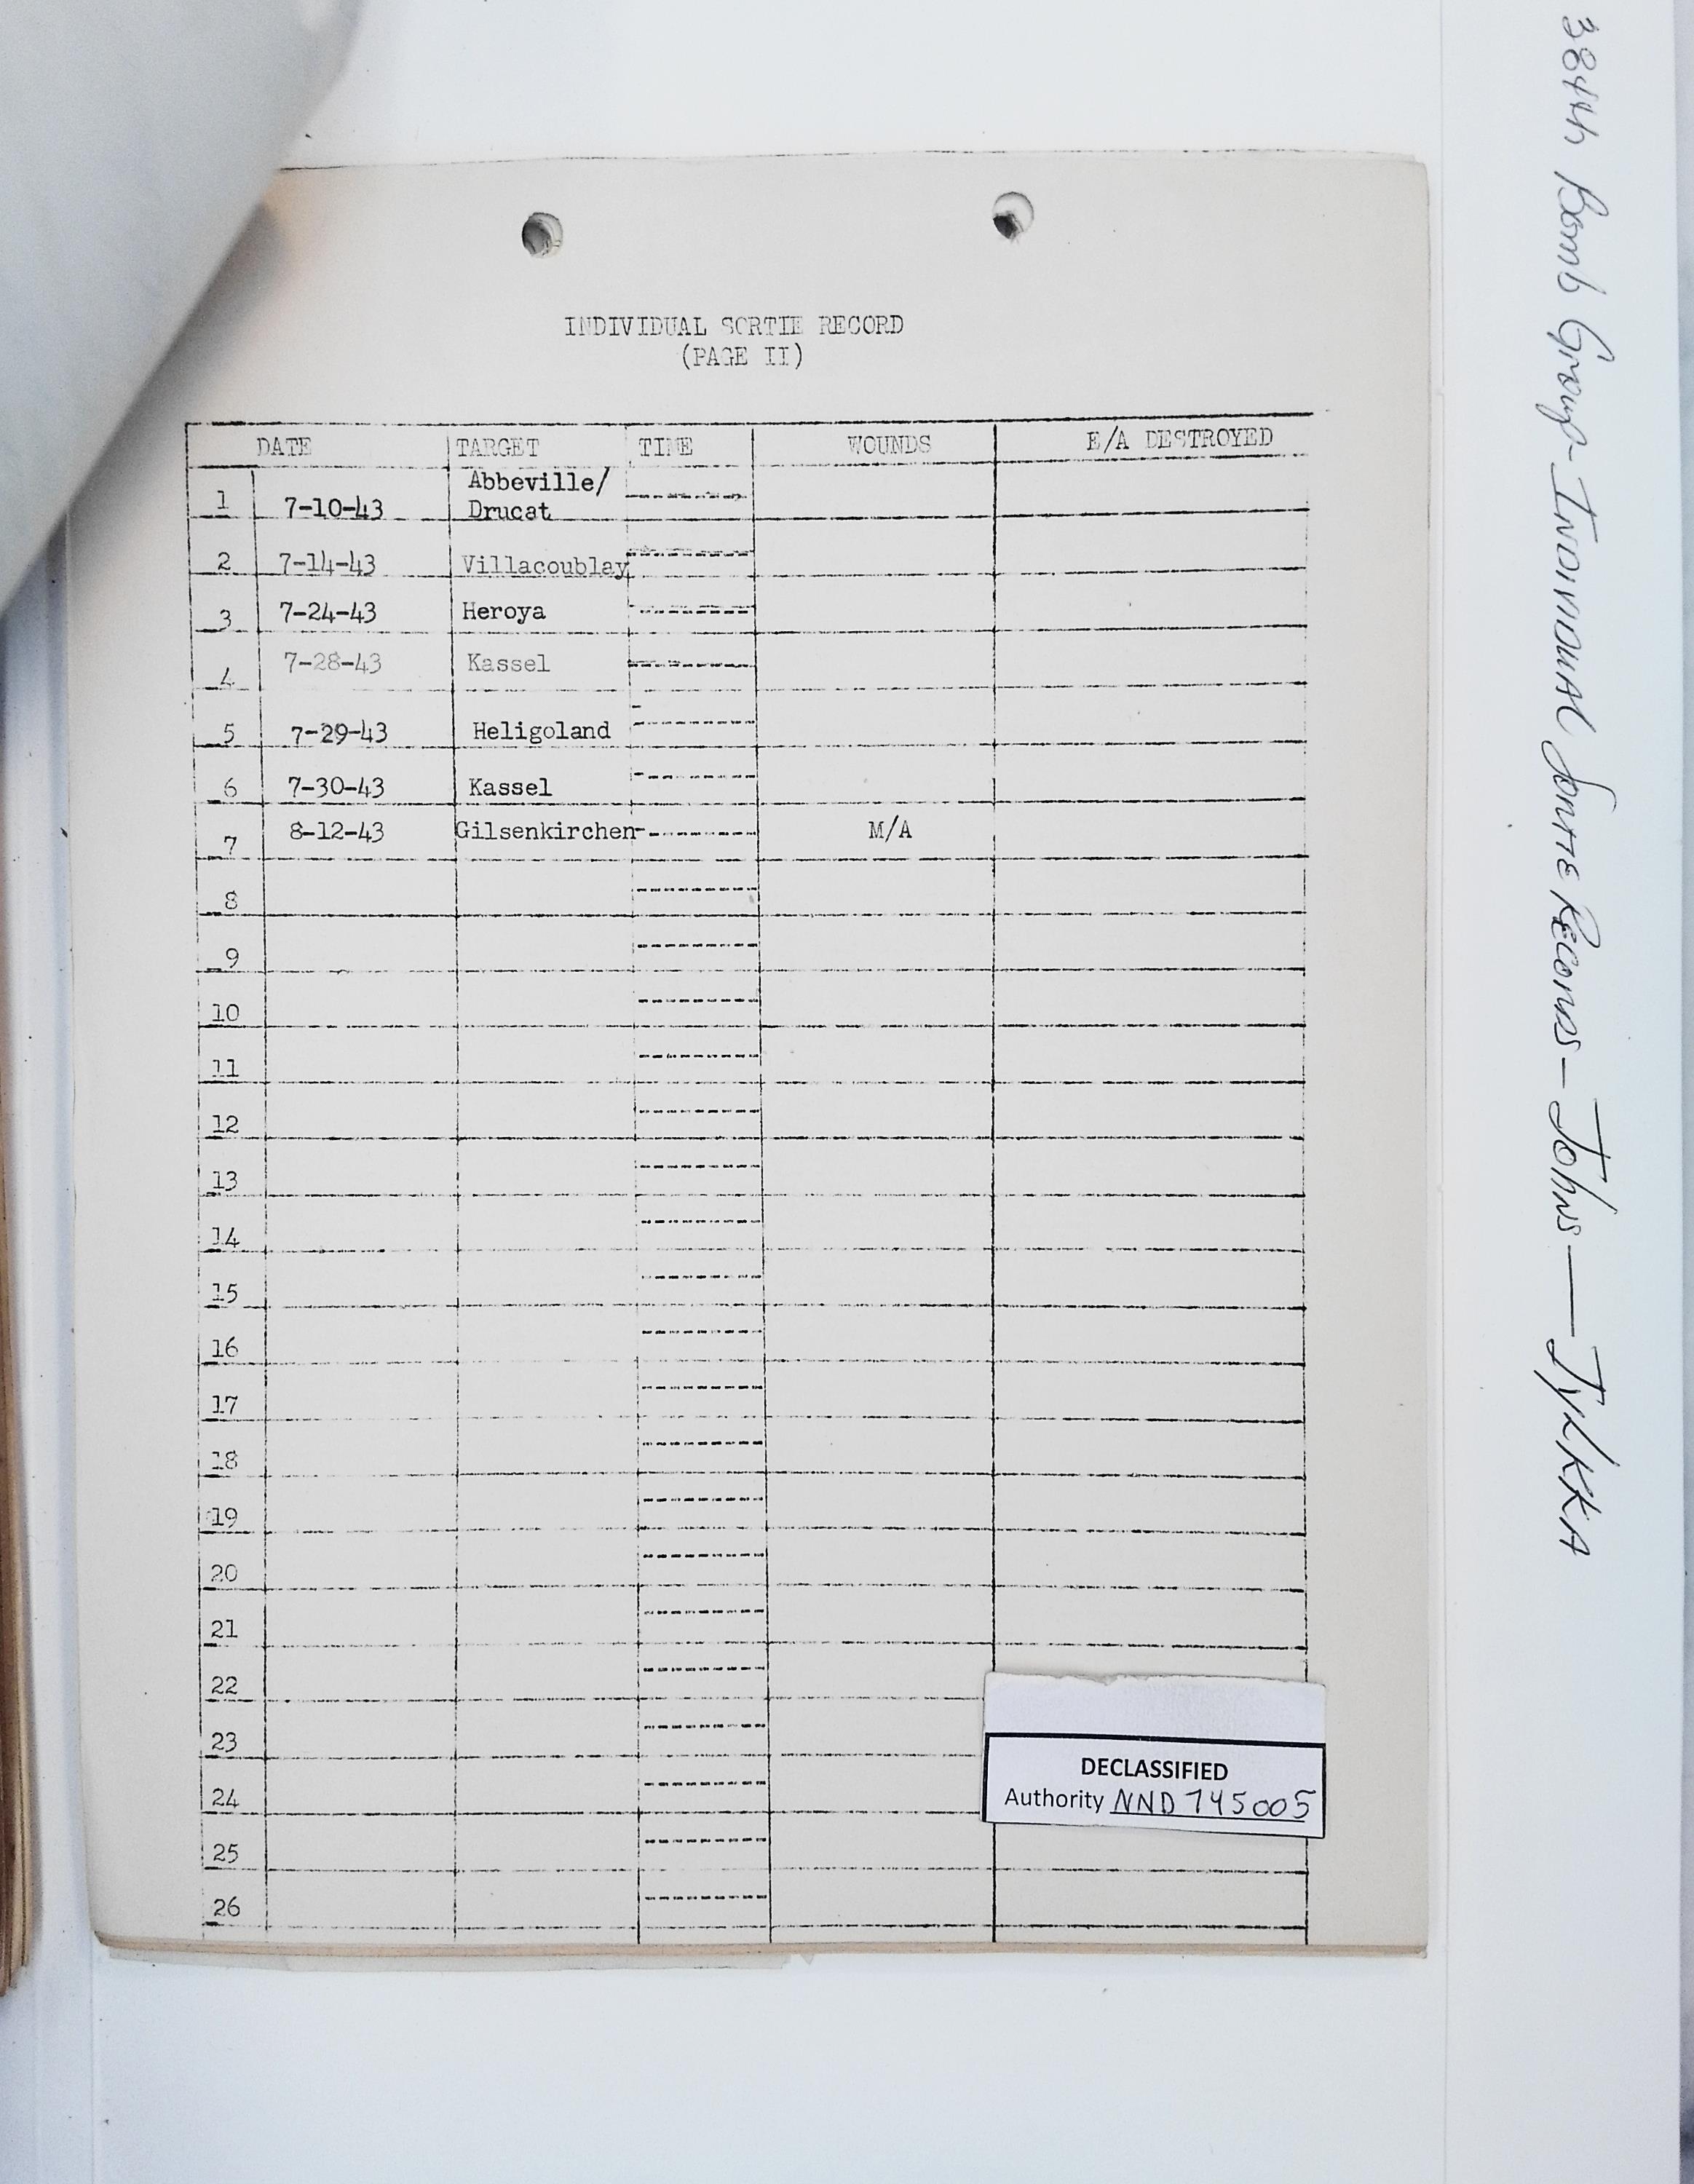 INDIVIDUAL SORTIE RECORD
(PAGE II)
DATE TARGET TIME WOUNDS E/A DESTROYED
1 7-10-43 Abbeville/
Drucat
2 7-14-43 Villacoublay
3 7-24-43 Heroya
4 7-28-43 Kassel
5 7-29-43 Heligoland
6 7-30-43 Kassel
7 8-12-43 Gilsenkirchen M/A
8
9
10
11
12
13
14
15
16
17
18
19
20
21
22
23
24
25
26
DECLASSIFIED
Authority NND 745005
384th Bomb Group - Individual Sortie Records - Johns - Tylkka